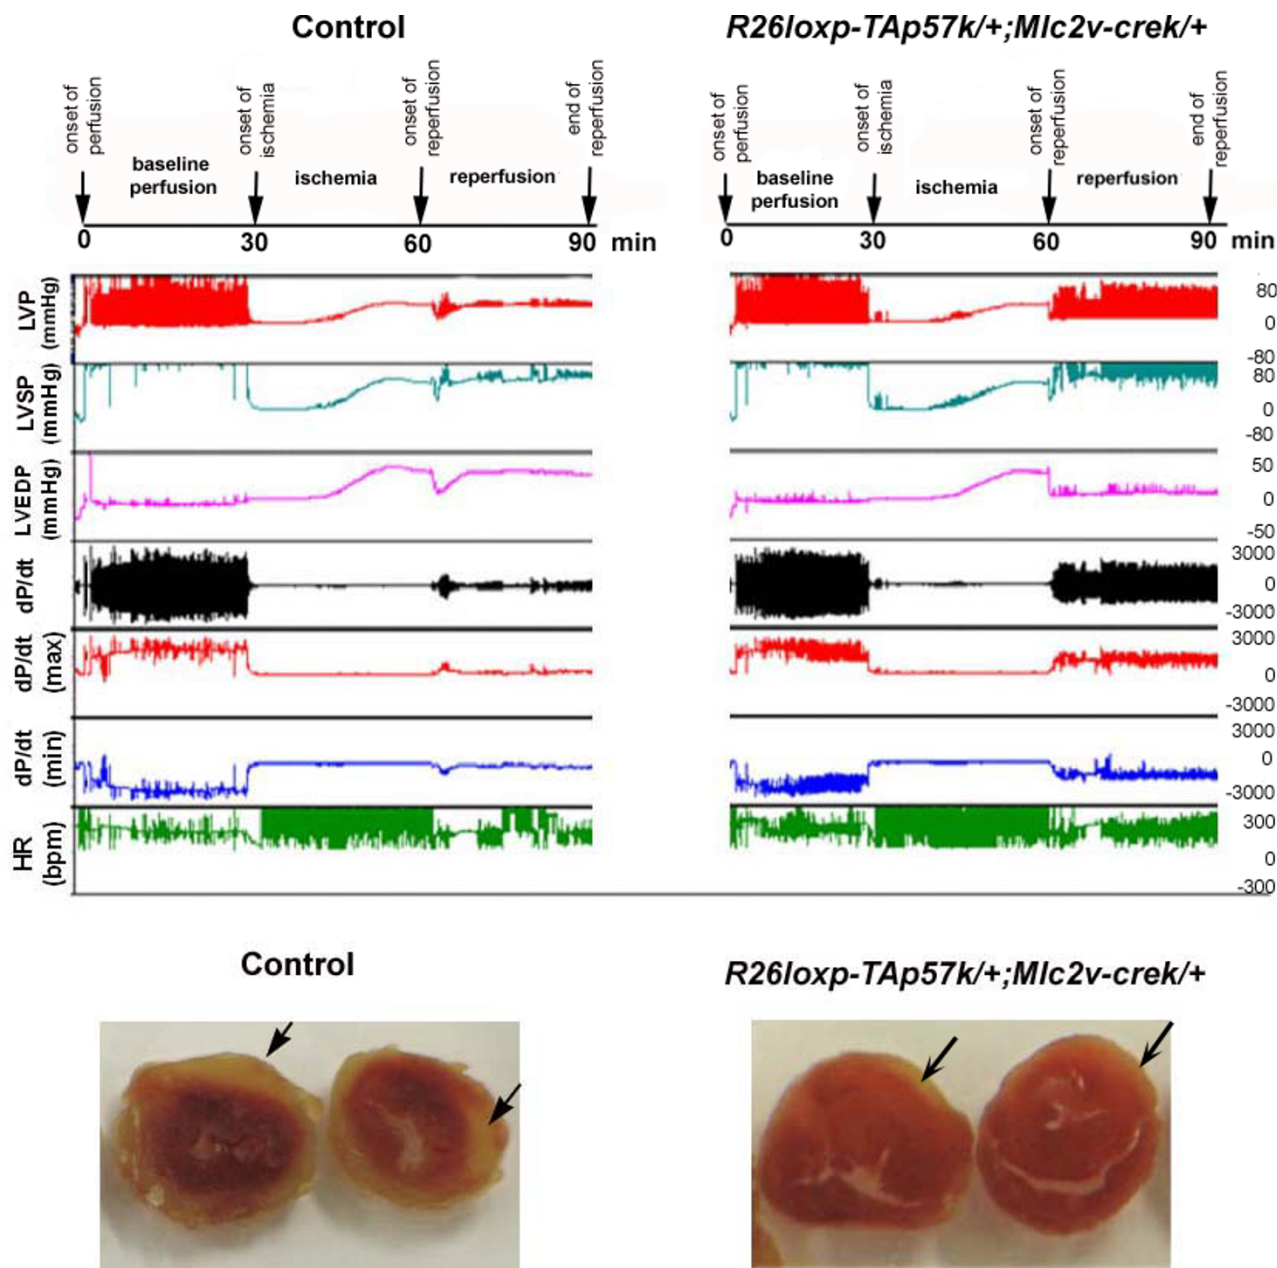 Control
R26loxp-TAp57k/+;Mlc2v-crek/+
onset of
perfusion
onset of
ischemia
onset of
reperfusion
end of
reperfusion
baseline
perfusion
ischemia
reperfusion
0
30
60
90
min
onset of
perfusion
onset of
ischemia
onset of
reperfusion
end of
reperfusion
baseline
perfusion
ischemia
reperfusion
0
30
60
90
min
LVP
(mmHg)
80
0
-80
LVSP
(mmHg)
80
0
-80
LVEDP
(mmHg)
50
0
-50
dP/dt
3000
0
-3000
dP/dt
(max)
3000
0
-3000
dP/dt
(min)
3000
0
-3000
HR
(bpm)
300
0
-300
Control
R26loxp-TAp57k/+;Mlc2v-crek/+